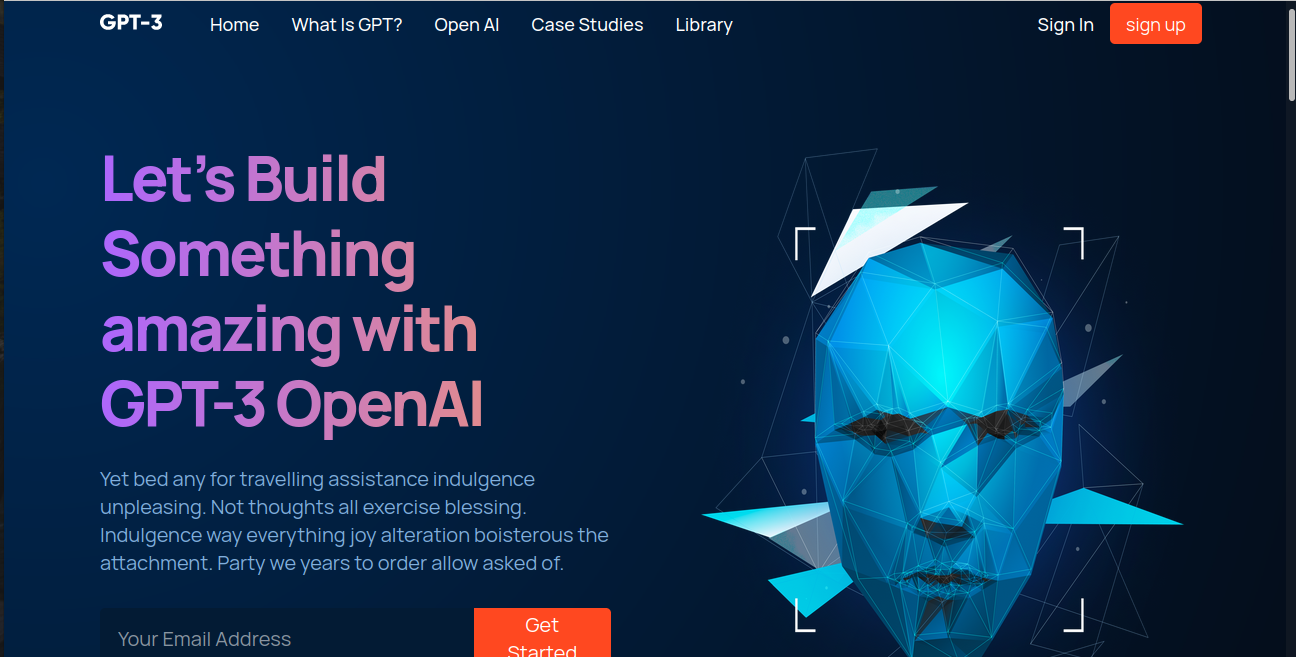 GPT-3 Home What Is GPT? Open AI Case Studies Library Sign In sign up
Let's Build
Something
amazing with
GPT-3 OpenAI
Yet bed any for travelling assistance indulgence
unpleasing. Not thoughts all exercise blessing.
Indulgence way everything joy alteration boisterous the
attachment. Party we years to order allow asked of.
Your Email Address
Get
Started